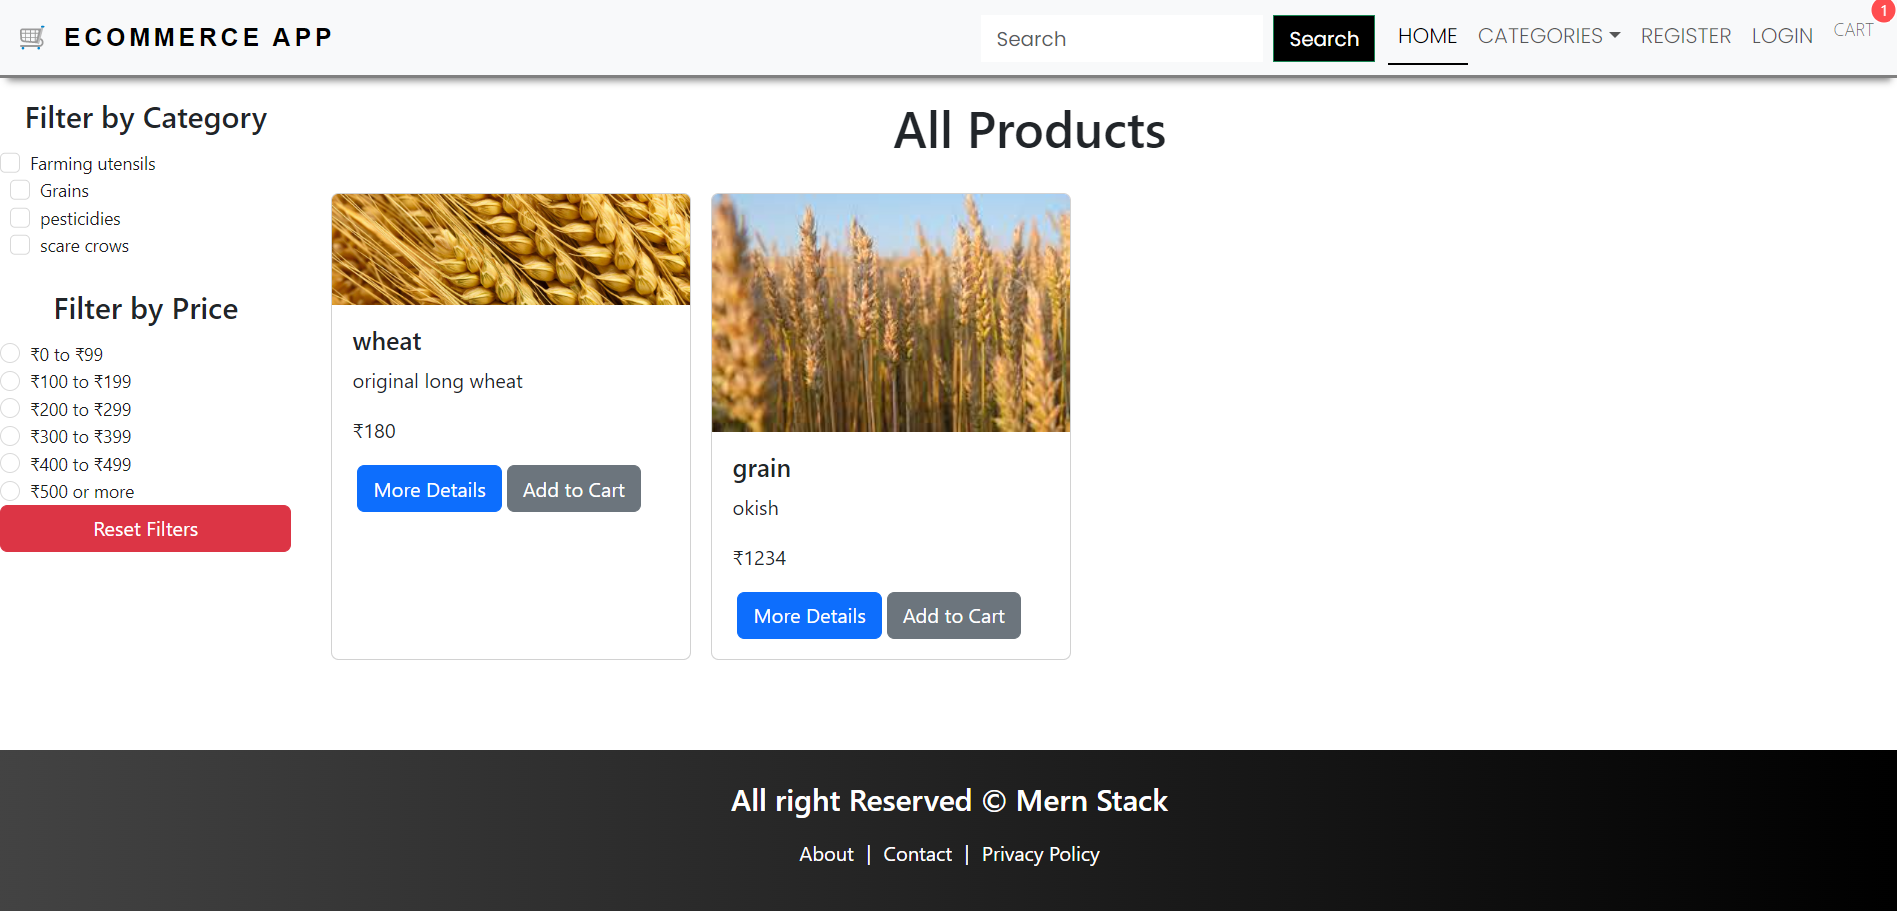 🛒 ECOMMERCE APP
Search
Search
HOME
CATEGORIES
REGISTER
LOGIN
CART
1
Filter by Category
Farming utensils
Grains
pesticidies
scare crows
Filter by Price
₹0 to ₹99
₹100 to ₹199
₹200 to ₹299
₹300 to ₹399
₹400 to ₹499
₹500 or more
Reset Filters
All Products
wheat
original long wheat
₹180
More Details
Add to Cart
grain
okish
₹1234
More Details
Add to Cart
All right Reserved © Mern Stack
About | Contact | Privacy Policy